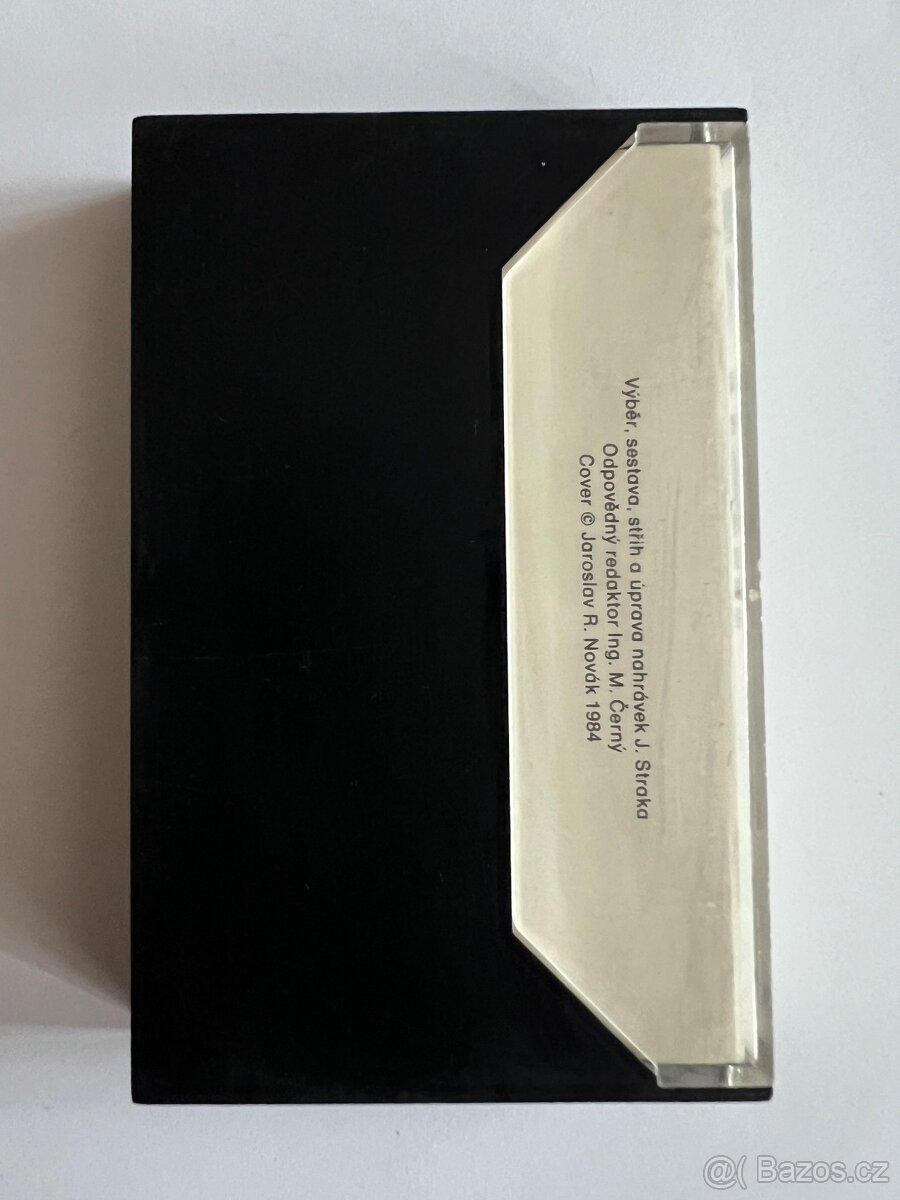 Výběr, sestava, střih a úprava nahrávek J. Straka
Odpovědný redaktor Ing. M. Černý
Cover © Jaroslav R. Novák 1984
@( Bazos.cz